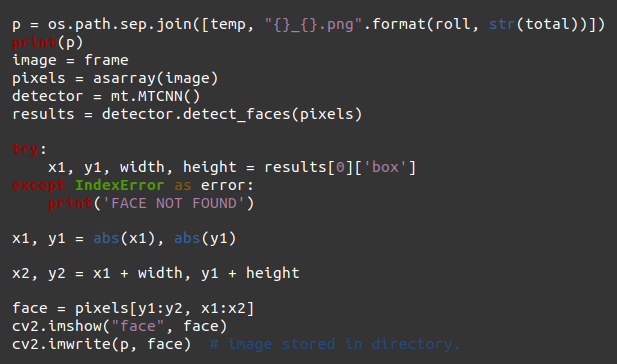 p = os.path.sep.join([temp, "{}_{}.png".format(roll, str(total))])
print(p)
image = frame
pixels = asarray(image)
detector = mt.MTCNN()
results = detector.detect_faces(pixels)
try:
    x1, y1, width, height = results[0]['box']
except IndexError as error:
    print('FACE NOT FOUND')
x1, y1 = abs(x1), abs(y1)
x2, y2 = x1 + width, y1 + height
face = pixels[y1:y2, x1:x2]
cv2.imshow("face", face)
cv2.imwrite(p, face)  # image stored in directory.